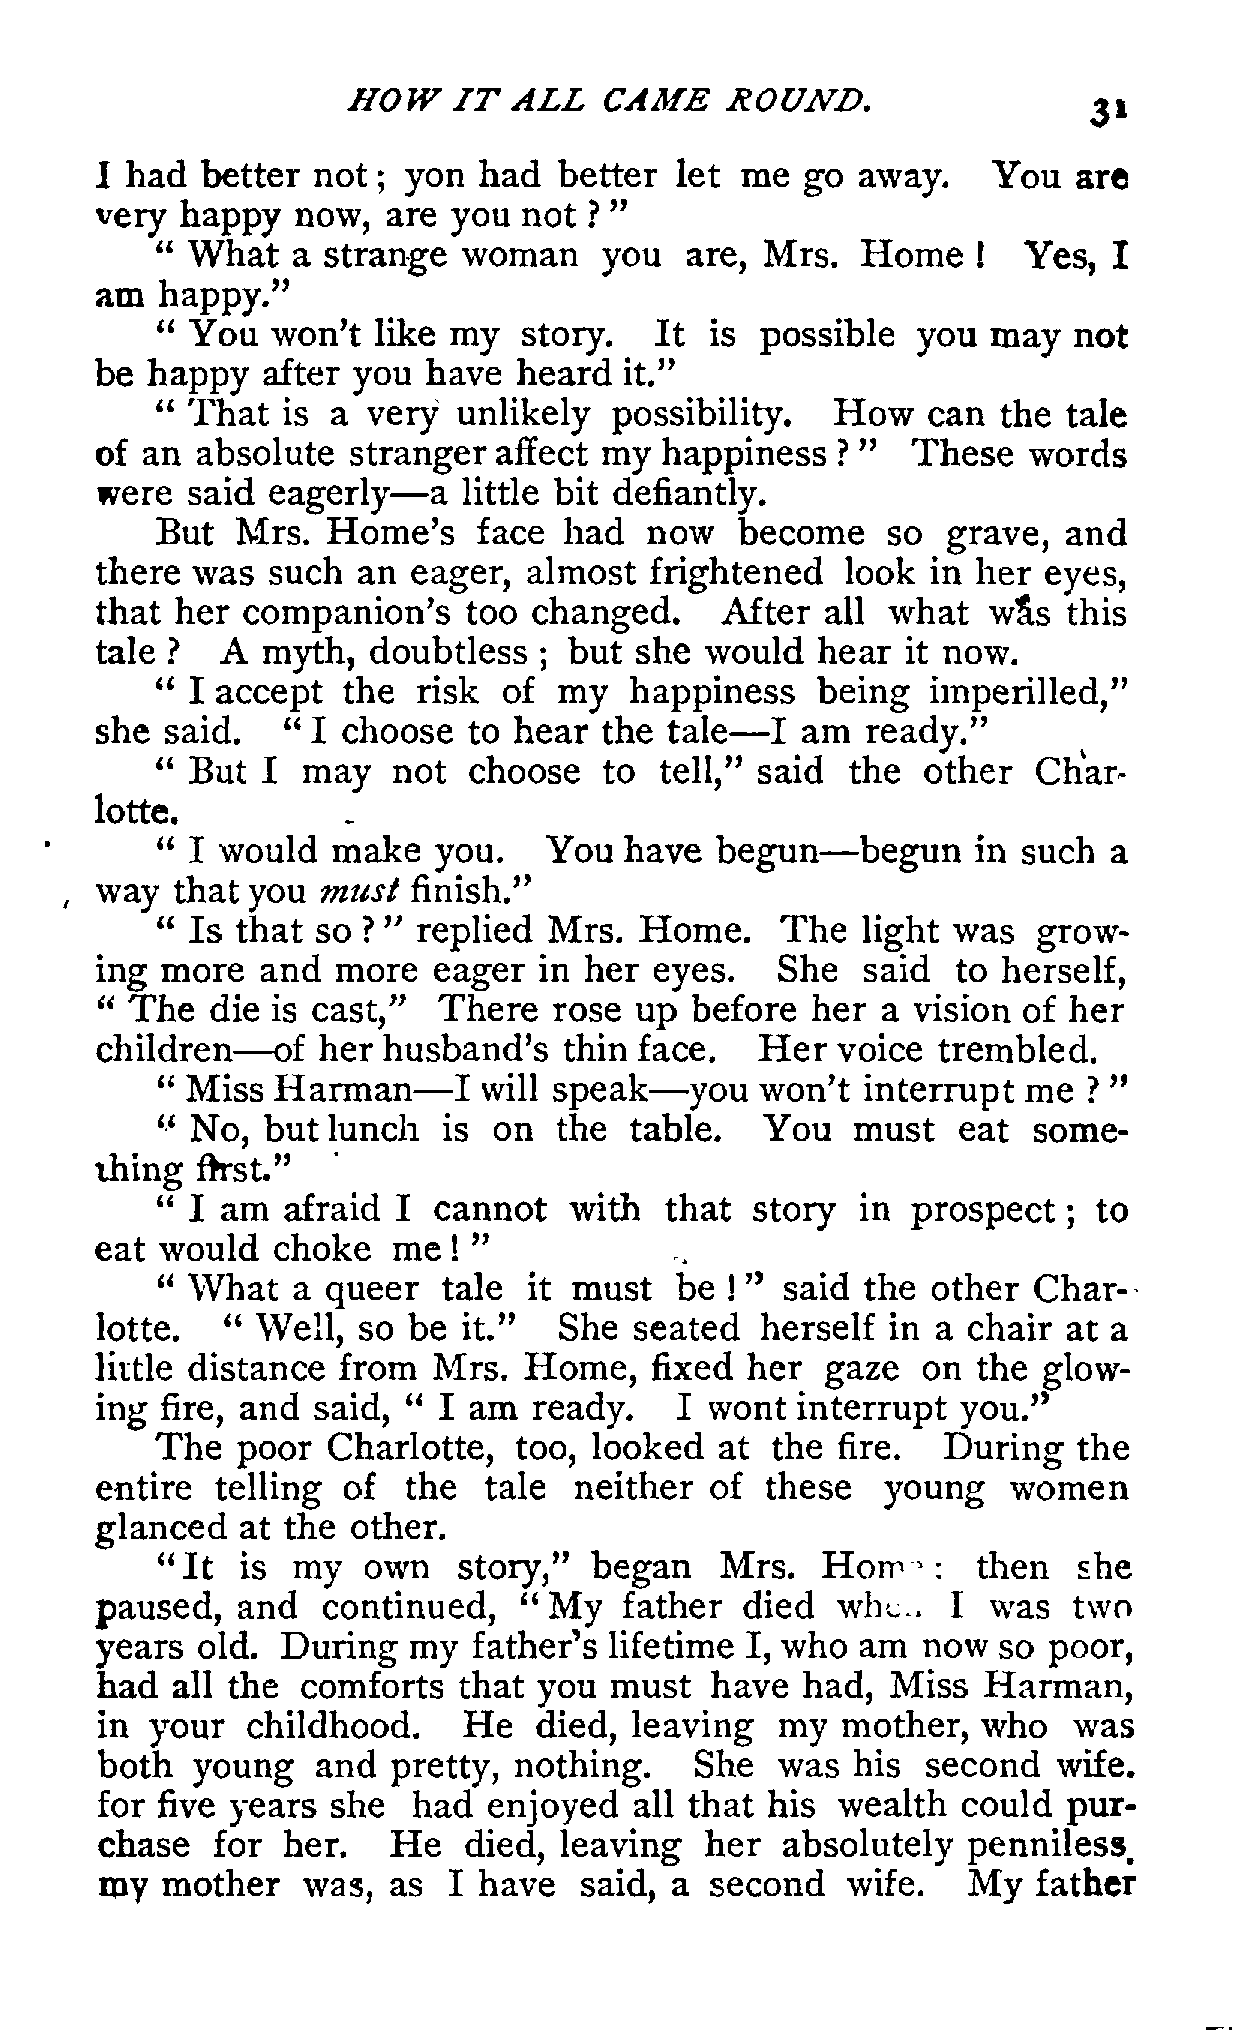 HOW IT ALL CAME ROUND. 31
I had better not; yon had better let me go away. You are
very happy now, are you not?"
"What a strange woman you are, Mrs. Home! Yes, I
am happy."
"You won't like my story. It is possible you may not
be happy after you have heard it."
"That is a very unlikely possibility. How can the tale
of an absolute stranger affect my happiness?" These words
were said eagerly—a little bit defiantly.
But Mrs. Home's face had now become so grave, and
there was such an eager, almost frightened look in her eyes,
that her companion's too changed. After all what was this
tale? A myth, doubtless; but she would hear it now.
"I accept the risk of my happiness being imperilled,"
she said. "I choose to hear the tale—I am ready."
"But I may not choose to tell," said the other Char-
lotte.
"I would make you. You have begun—begun in such a
way that you must finish."
"Is that so?" replied Mrs. Home. The light was grow-
ing more and more eager in her eyes. She said to herself,
"The die is cast," There rose up before her a vision of her
children—of her husband's thin face. Her voice trembled.
"Miss Harman—I will speak—you won't interrupt me?"
"No, but lunch is on the table. You must eat some-
thing first."
"I am afraid I cannot with that story in prospect; to
eat would choke me!"
"What a queer tale it must be!" said the other Char-
lotte. "Well, so be it." She seated herself in a chair at a
little distance from Mrs. Home, fixed her gaze on the glow-
ing fire, and said, "I am ready. I wont interrupt you."
The poor Charlotte, too, looked at the fire. During the
entire telling of the tale neither of these young women
glanced at the other.
"It is my own story," began Mrs. Home: then she
paused, and continued, "My father died when I was two
years old. During my father's lifetime I, who am now so poor,
had all the comforts that you must have had, Miss Harman,
in your childhood. He died, leaving my mother, who was
both young and pretty, nothing. She was his second wife.
for five years she had enjoyed all that his wealth could pur-
chase for her. He died, leaving her absolutely penniless.
my mother was, as I have said, a second wife. My father